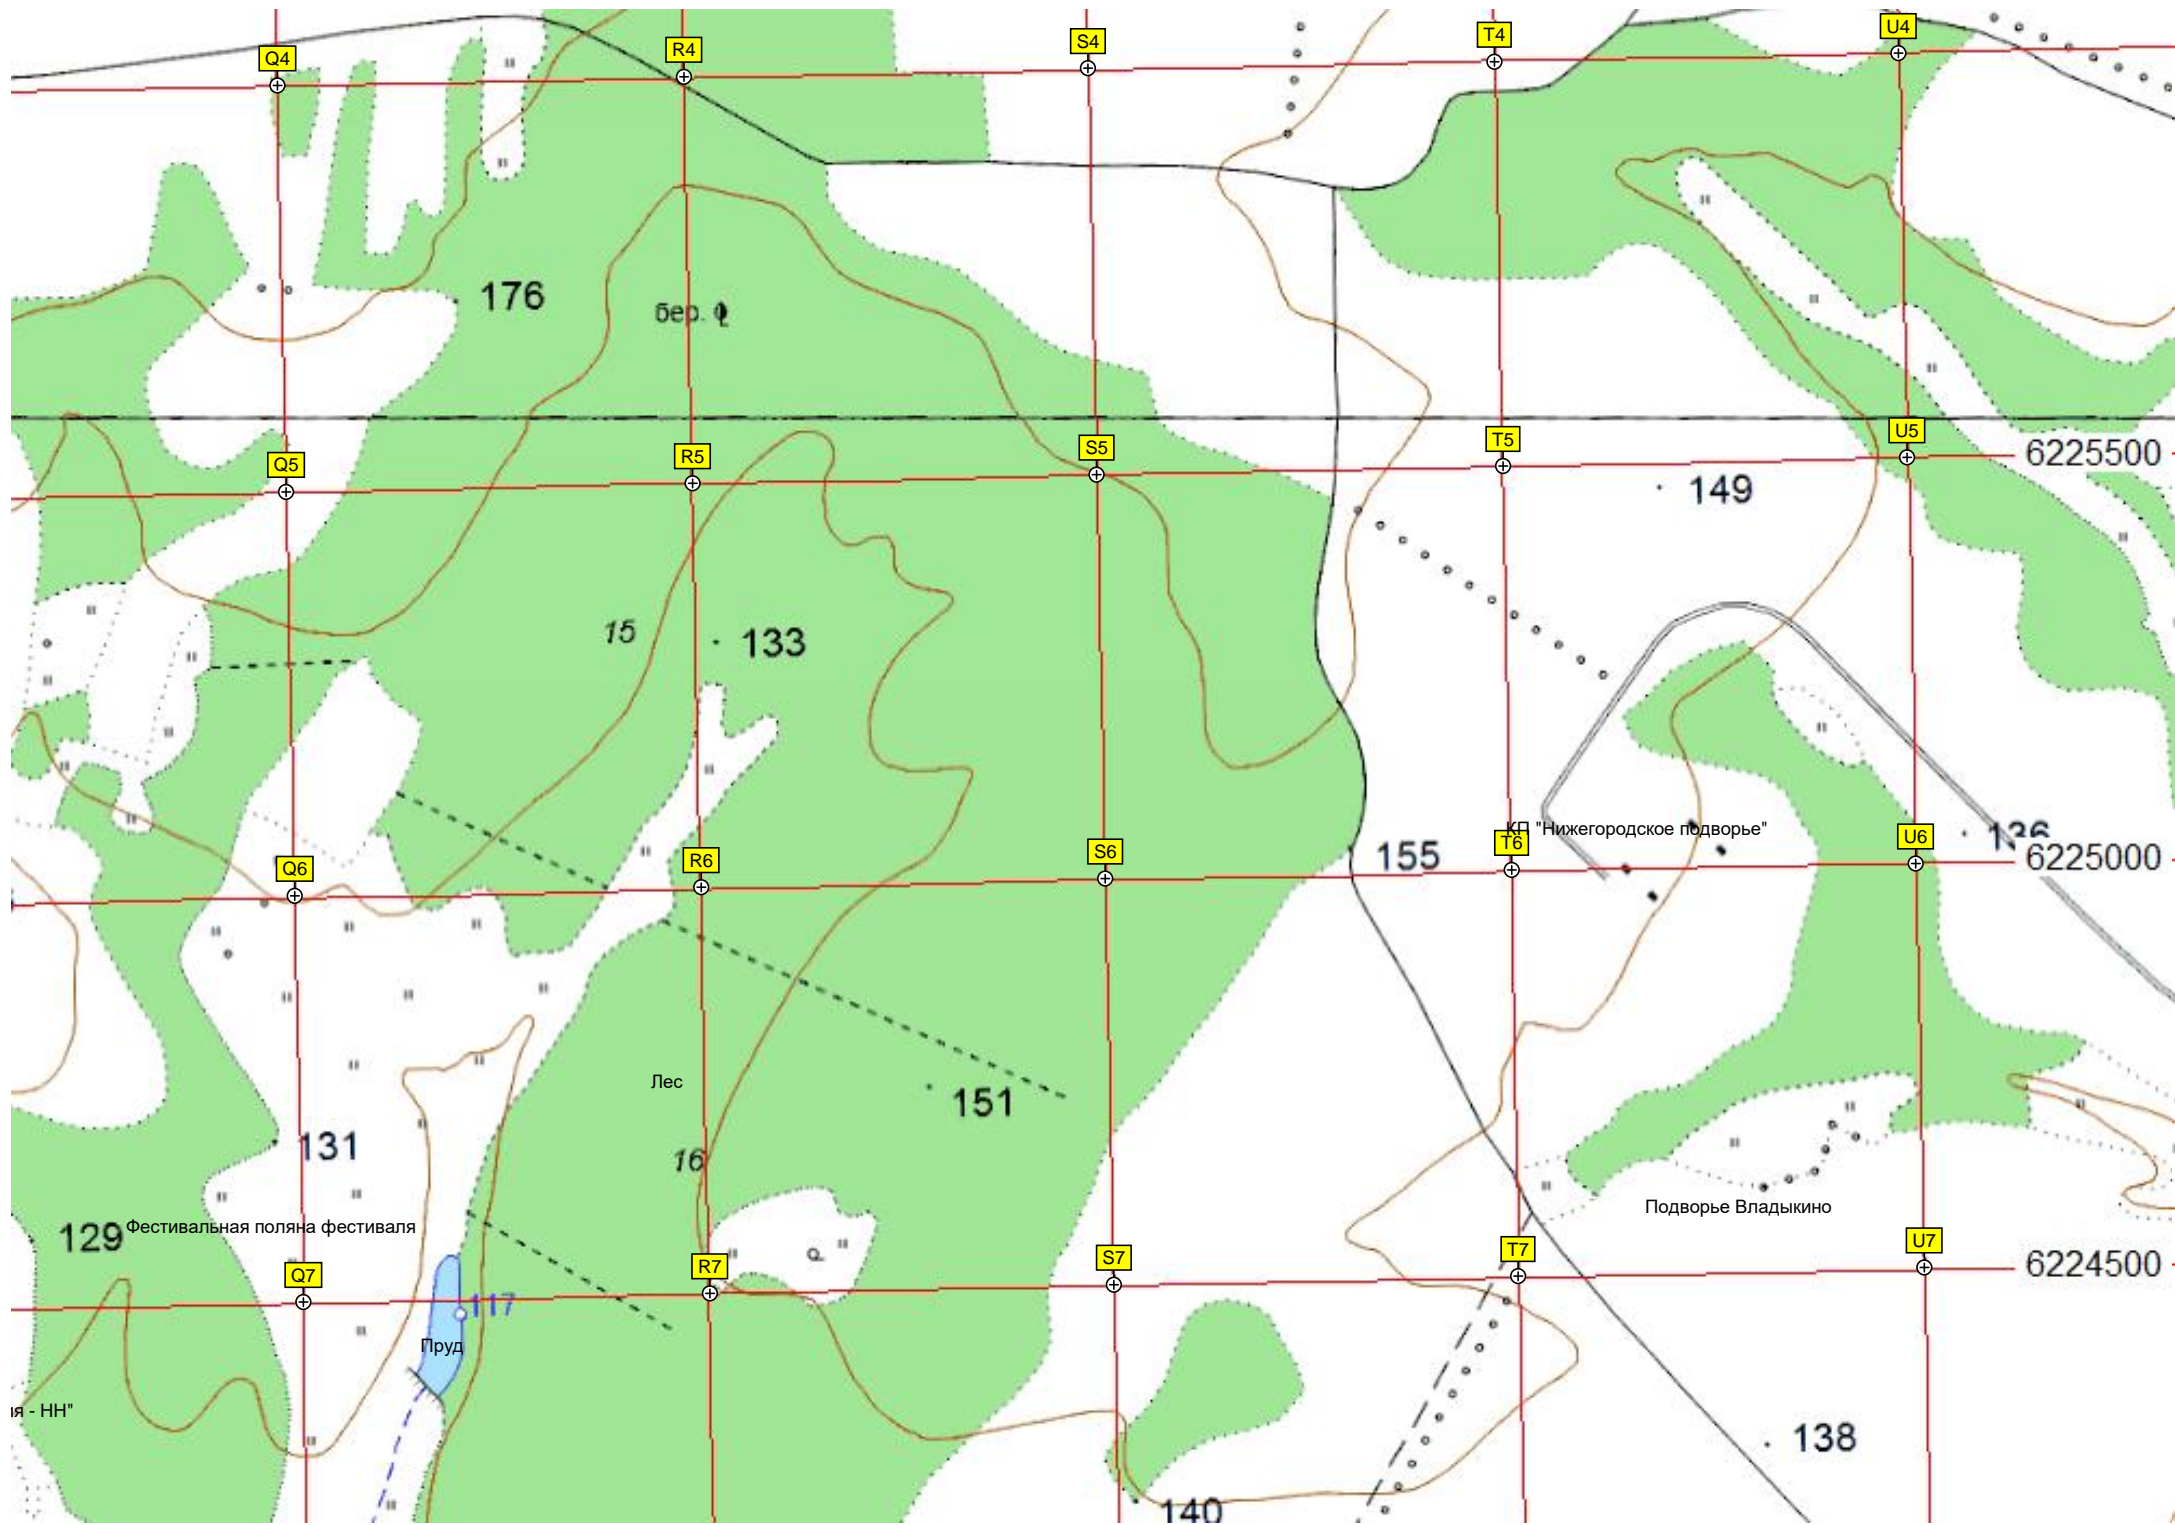 Q4
R4
S4
T4
U4
176
бер.
Q5
R5
S5
T5
U5
6225500
149
15
133
КП "Нижегородское подворье"
136
Q6
R6
S6
155
T6
U6
6225000
Лес
151
131
16
129
Фестивальная поляна фестиваля
Подворье Владыкино
Q7
R7
S7
T7
U7
6224500
117
Пруд
я - НН"
138
140